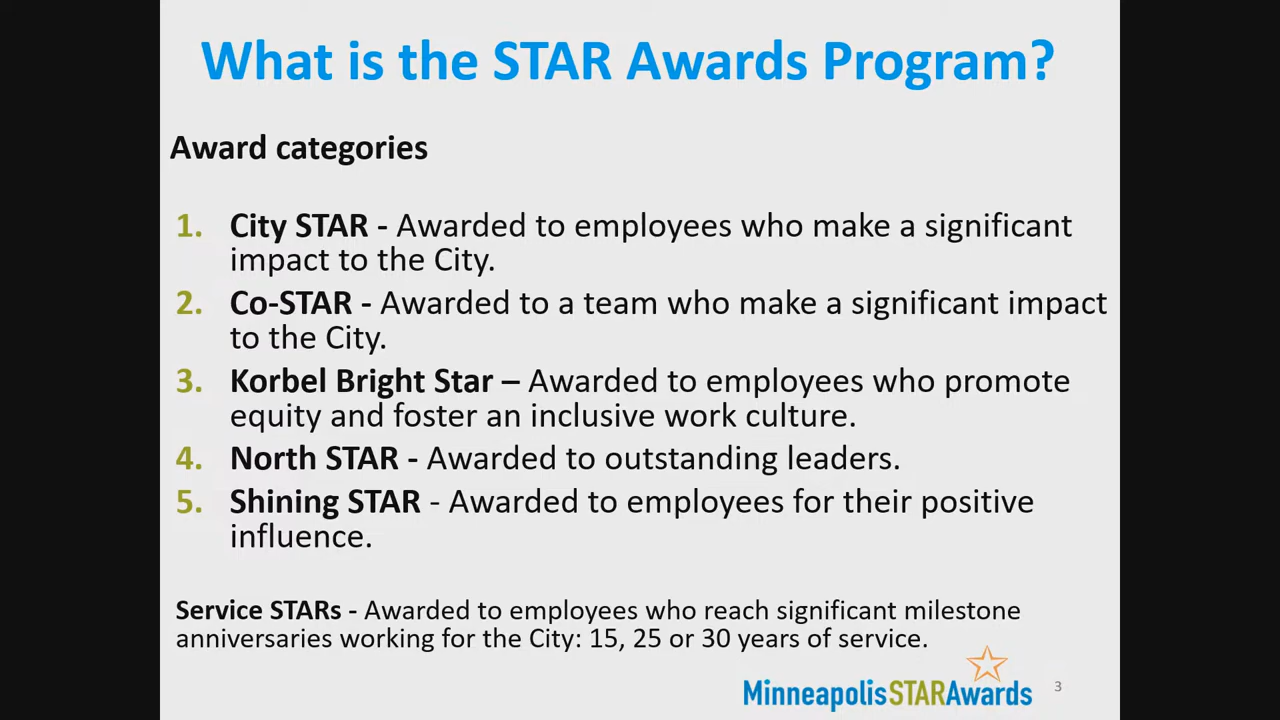 What is the STAR Awards Program?
Award categories
1. City STAR - Awarded to employees who make a significant
impact to the City.
2. Co-STAR - Awarded to a team who make a significant impact
to the City.
3. Korbel Bright Star – Awarded to employees who promote
equity and foster an inclusive work culture.
4. North STAR - Awarded to outstanding leaders.
5. Shining STAR - Awarded to employees for their positive
influence.
Service STARs - Awarded to employees who reach significant milestone
anniversaries working for the City: 15, 25 or 30 years of service.
Minneapolis STAR Awards 3